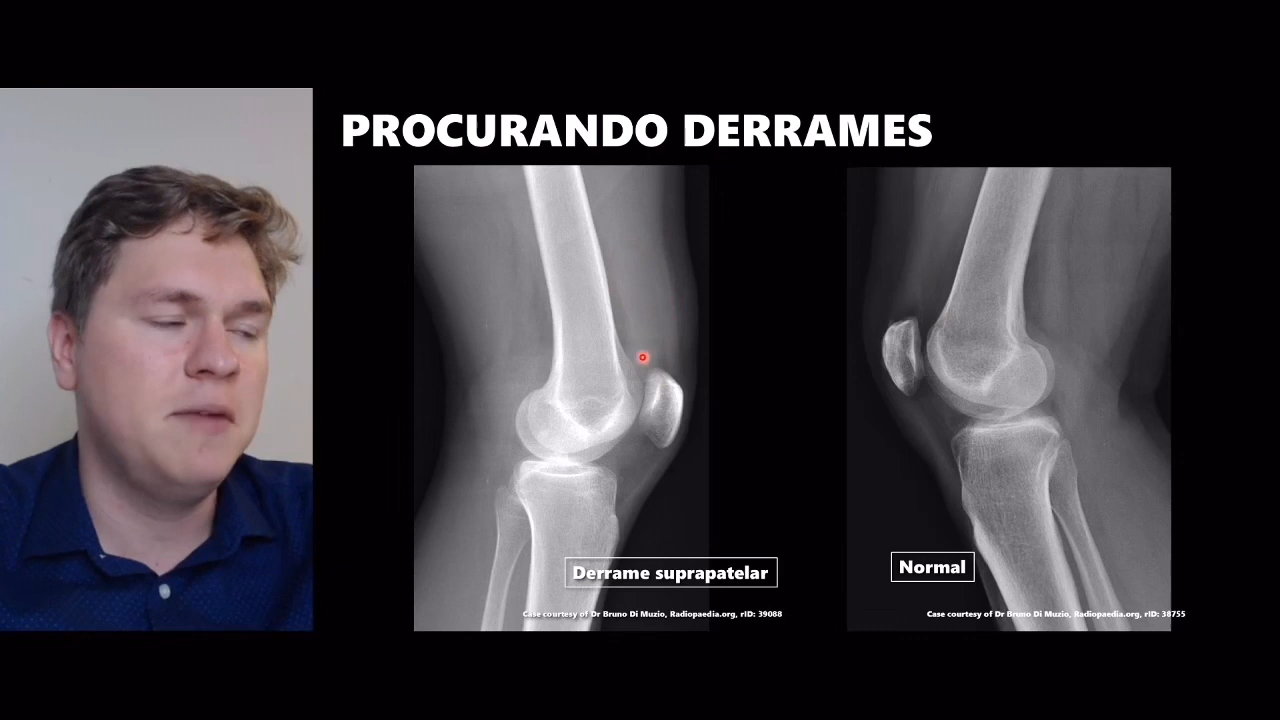 PROCURANDO DERRAMES
Derrame suprapatelar
Case courtesy of Dr Bruno Di Muzio, Radiopaedia.org, rID: 39088
Normal
Case courtesy of Dr Bruno Di Muzio, Radiopaedia.org, rID: 38755